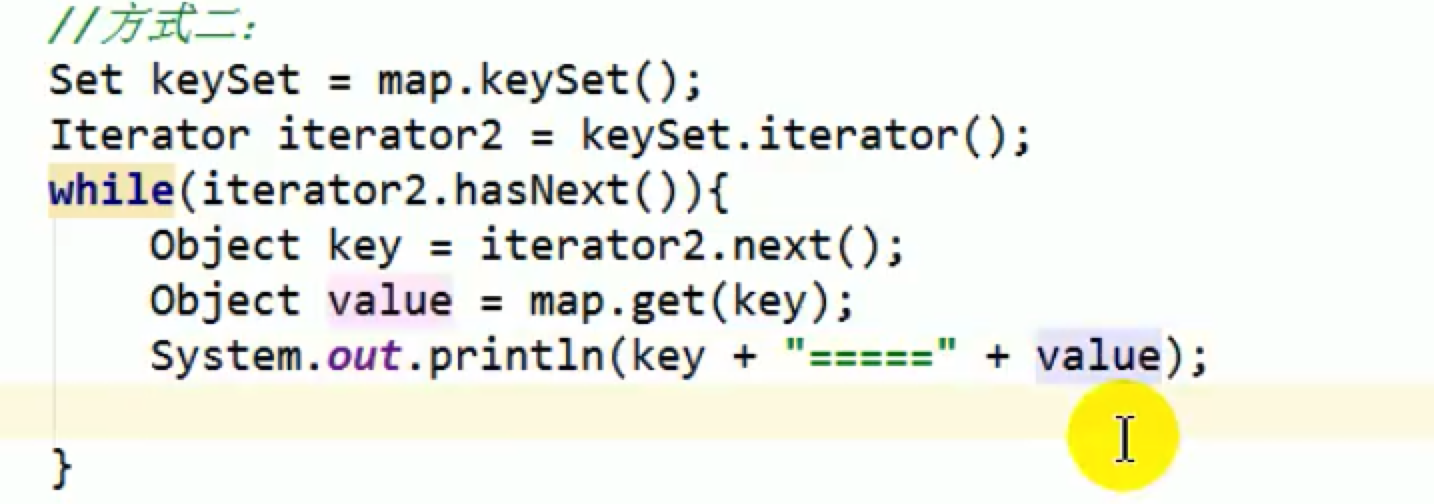 //方式二:
Set keySet = map.keySet();
Iterator iterator2 = keySet.iterator();
while(iterator2.hasNext()){
    Object key = iterator2.next();
    Object value = map.get(key);
    System.out.println(key + "=====" + value);
}